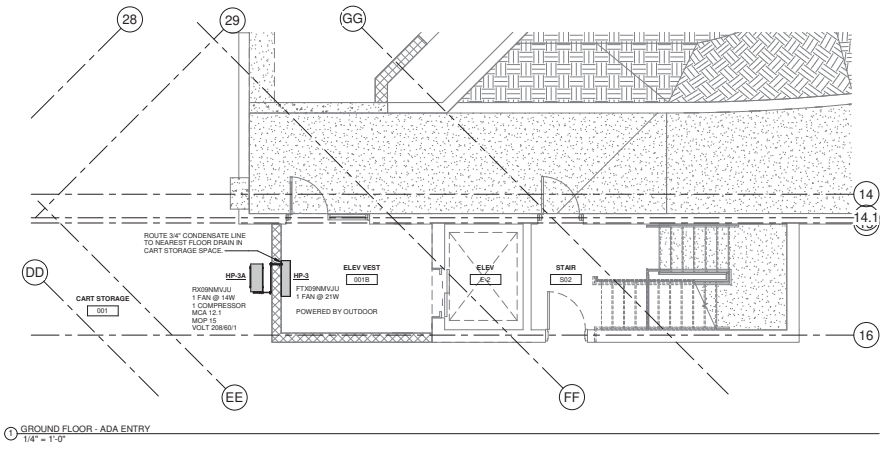 28
29
GG
14
14.1
ROUTE 3/4" CONDENSATE LINE
TO NEAREST FLOOR DRAIN IN
CART STORAGE SPACE.
DD
HP-3A
HP-3
ELEV VEST
001B
ELEV
E-2
STAIR
S02
RX09NMVJU
1 FAN @ 14W
1 COMPRESSOR
MCA 12.1
MOP 15
VOLT 208/60/1
FTX09NMVJU
1 FAN @ 21W
POWERED BY OUTDOOR
CART STORAGE
001
16
EE
FF
1 GROUND FLOOR - ADA ENTRY
1/4" = 1'-0"